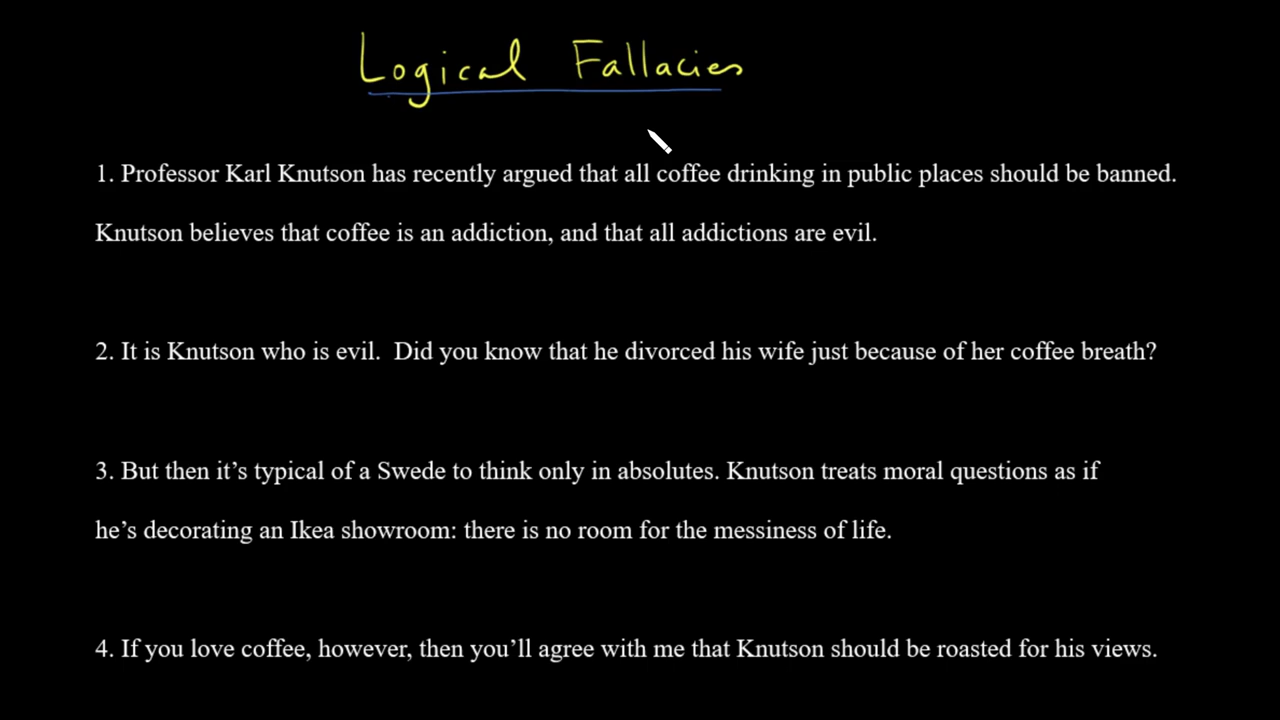 Logical Fallacies
1. Professor Karl Knutson has recently argued that all coffee drinking in public places should be banned.
Knutson believes that coffee is an addiction, and that all addictions are evil.
2. It is Knutson who is evil.  Did you know that he divorced his wife just because of her coffee breath?
3. But then it’s typical of a Swede to think only in absolutes. Knutson treats moral questions as if
he’s decorating an Ikea showroom: there is no room for the messiness of life.
4. If you love coffee, however, then you’ll agree with me that Knutson should be roasted for his views.